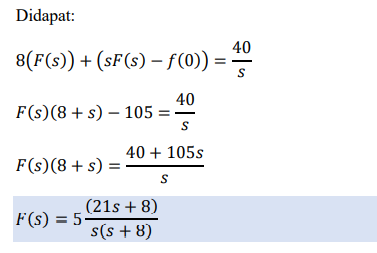 Didapat:
8(F(s)) + (sF(s) − f(0)) = 40/s
F(s)(8 + s) − 105 = 40/s
F(s)(8 + s) = (40 + 105s)/s
F(s) = 5 (21s + 8)/(s(s + 8))